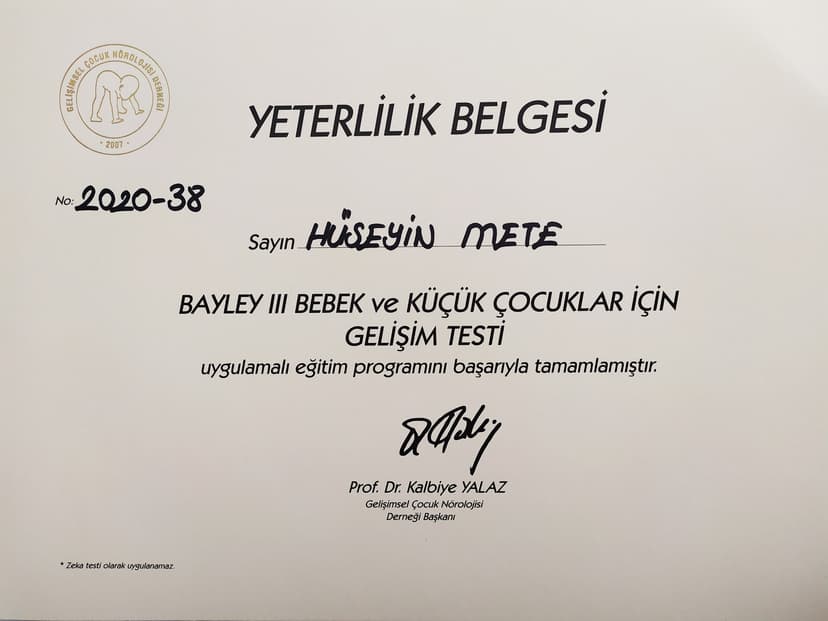 GELİŞİMSEL ÇOCUK NÖROLOJİSİ DERNEĞİ
• 2007 •
YETERLİLİK BELGESİ
No: 2020-38
Sayın HÜSEYİN METE
BAYLEY III BEBEK ve KÜÇÜK ÇOCUKLAR İÇİN
GELİŞİM TESTİ
uygulamalı eğitim programını başarıyla tamamlamıştır.
Prof. Dr. Kalbiye YALAZ
Gelişimsel Çocuk Nörolojisi
Derneği Başkanı
* Zeka testi olarak uygulanamaz.